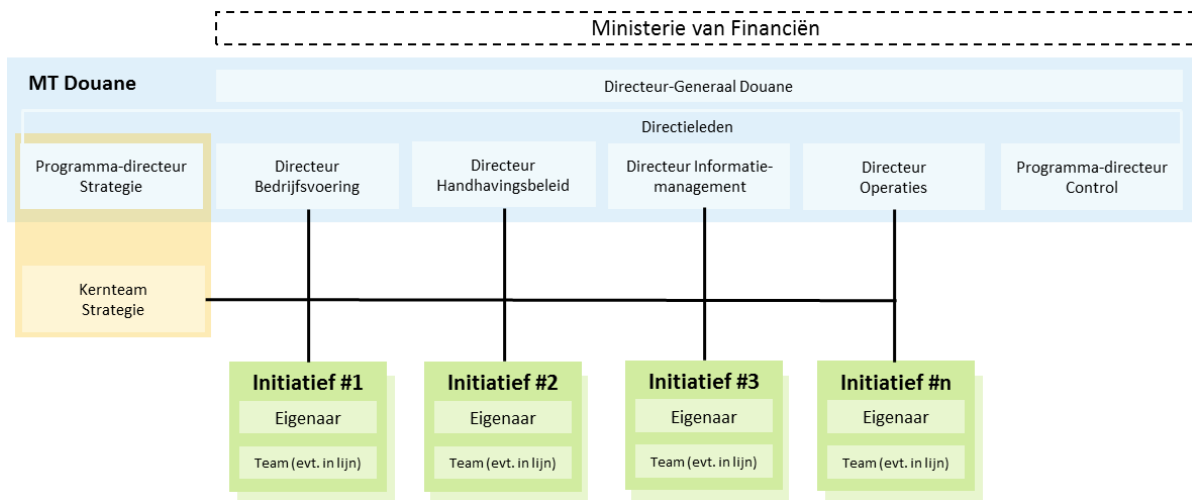 Ministerie van Financiën
MT Douane
Directeur-Generaal Douane
Directieleden
Programma-directeur
Strategie
Directeur
Bedrijfsvoering
Directeur
Handhavingsbeleid
Directeur Informatie-
management
Directeur
Operaties
Programma-directeur
Control
Kernteam
Strategie
Initiatief #1
Eigenaar
Team (evt. in lijn)
Initiatief #2
Eigenaar
Team (evt. in lijn)
Initiatief #3
Eigenaar
Team (evt. in lijn)
Initiatief #n
Eigenaar
Team (evt. in lijn)